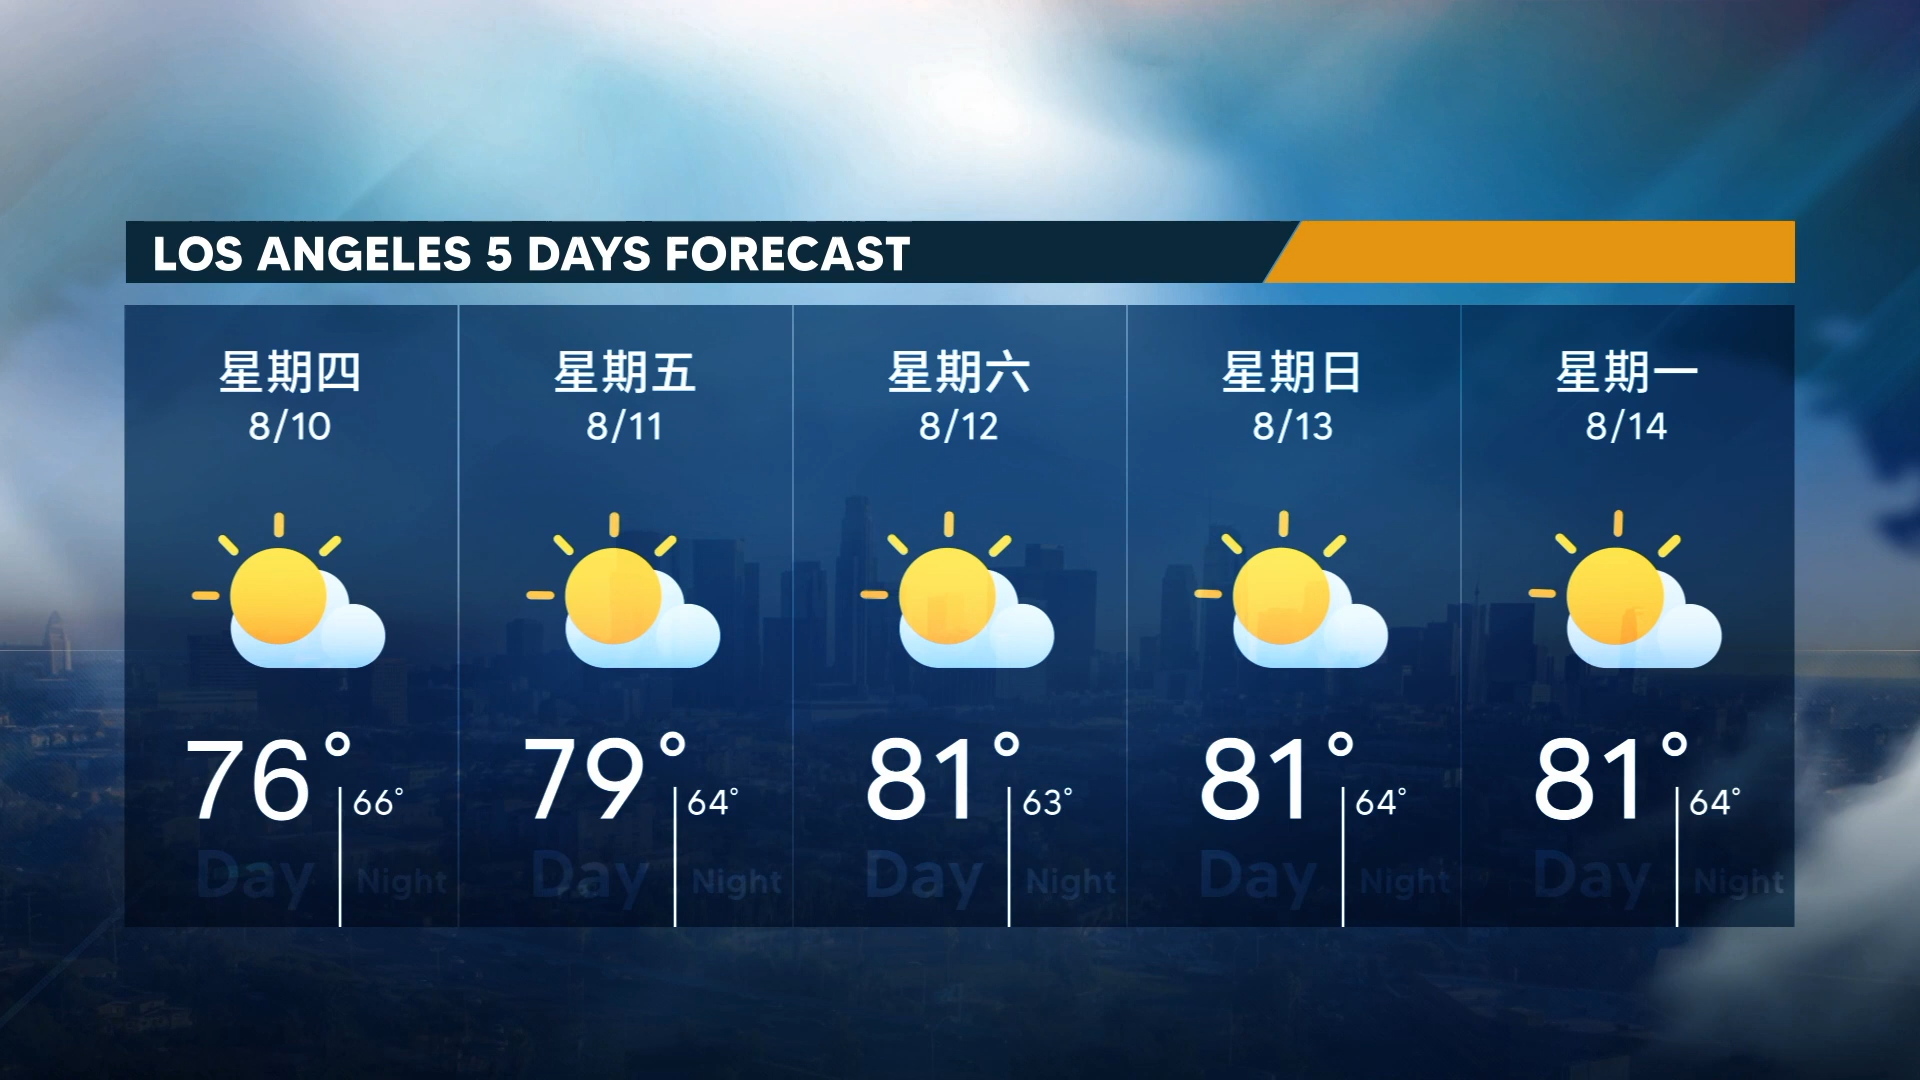 LOS ANGELES 5 DAYS FORECAST
星期四
8/10
76°
66°
Day
Night
星期五
8/11
79°
64°
Day
Night
星期六
8/12
81°
63°
Day
Night
星期日
8/13
81°
64°
Day
Night
星期一
8/14
81°
64°
Day
Night